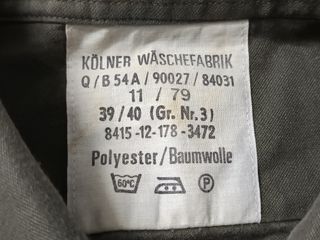 KÖLNER WÄSCHEFABRIK
Q / B 54 A / 90027 / 84031
11 / 79
39 / 40 (Gr. Nr. 3)
8415 -12-178 -3472
Polyester/Baumwolle
60°C P